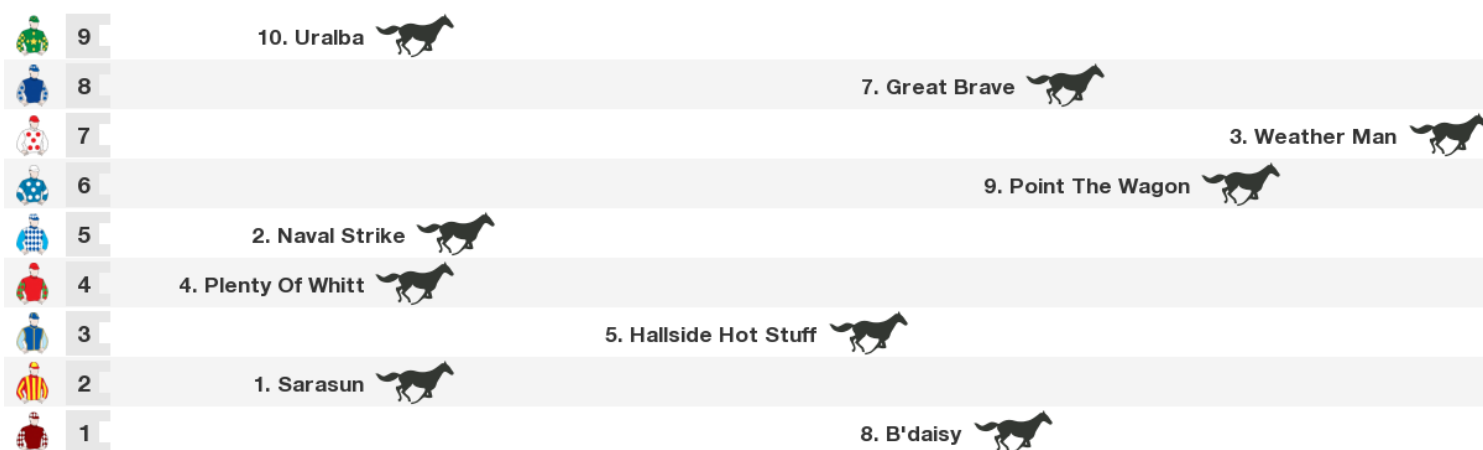 9 10. Uralba
8 7. Great Brave
7 3. Weather Man
6 9. Point The Wagon
5 2. Naval Strike
4 4. Plenty Of Whitt
3 5. Hallside Hot Stuff
2 1. Sarasun
1 8. B'daisy